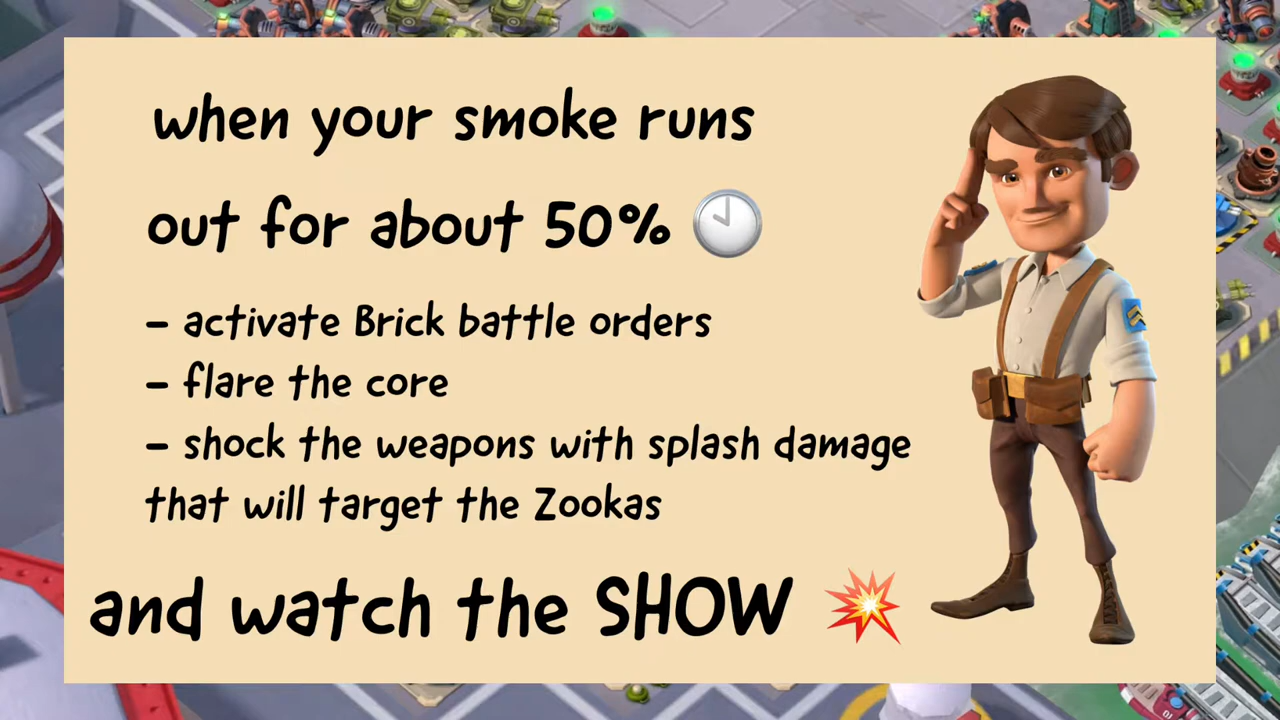 when your smoke runs
out for about 50% 🕙
- activate Brick battle orders
- flare the core
- shock the weapons with splash damage
that will target the Zookas
and watch the SHOW 💥